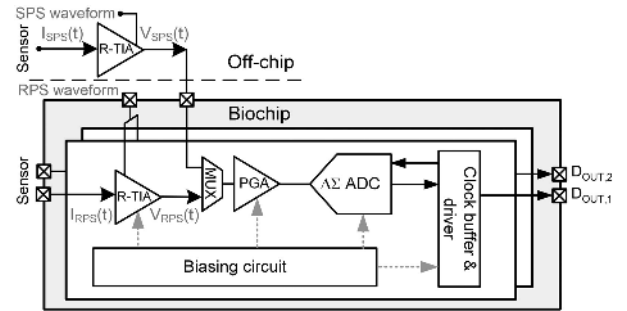 SPS waveform
I_SPS(t)
V_SPS(t)
Sensor
R-TIA
Off-chip
RPS waveform
Biochip
Sensor
R-TIA
I_RPS(t)
V_RPS(t)
MUX
PGA
ΔΣ ADC
Clock buffer &
driver
D_OUT,2
D_OUT,1
Biasing circuit